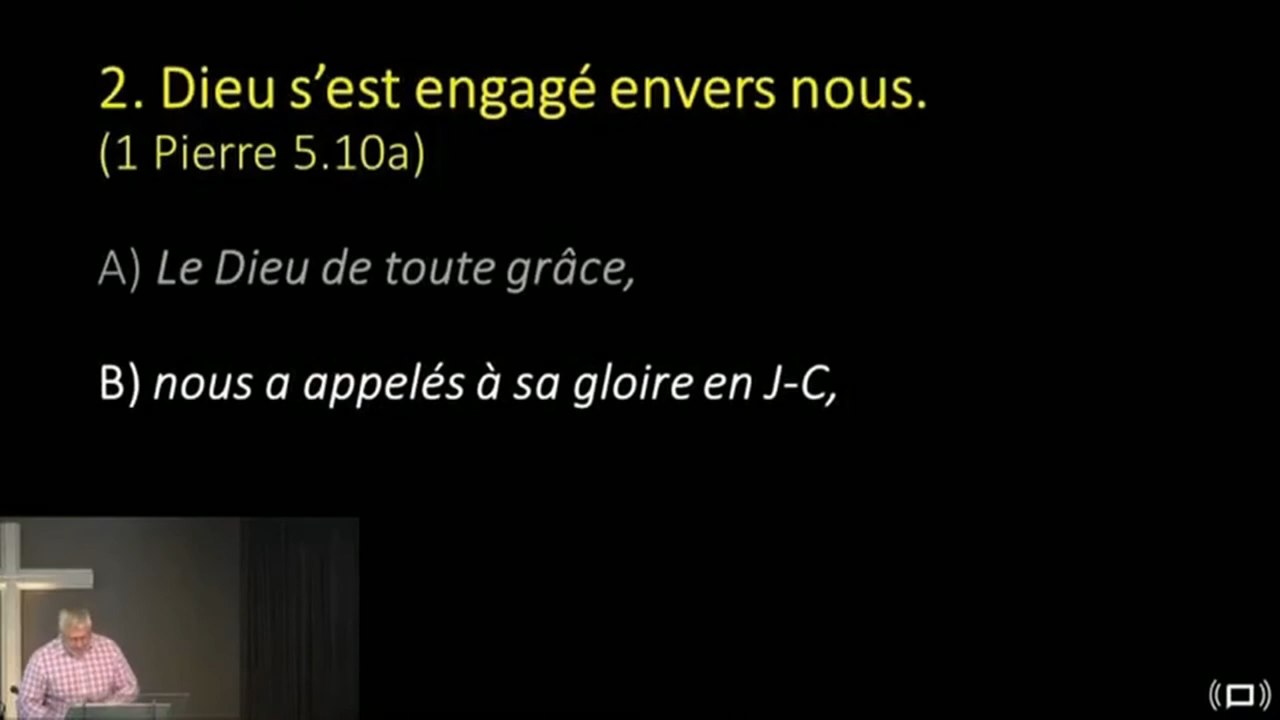 2. Dieu s’est engagé envers nous.
(1 Pierre 5.10a)
A) Le Dieu de toute grâce,
B) nous a appelés à sa gloire en J-C,